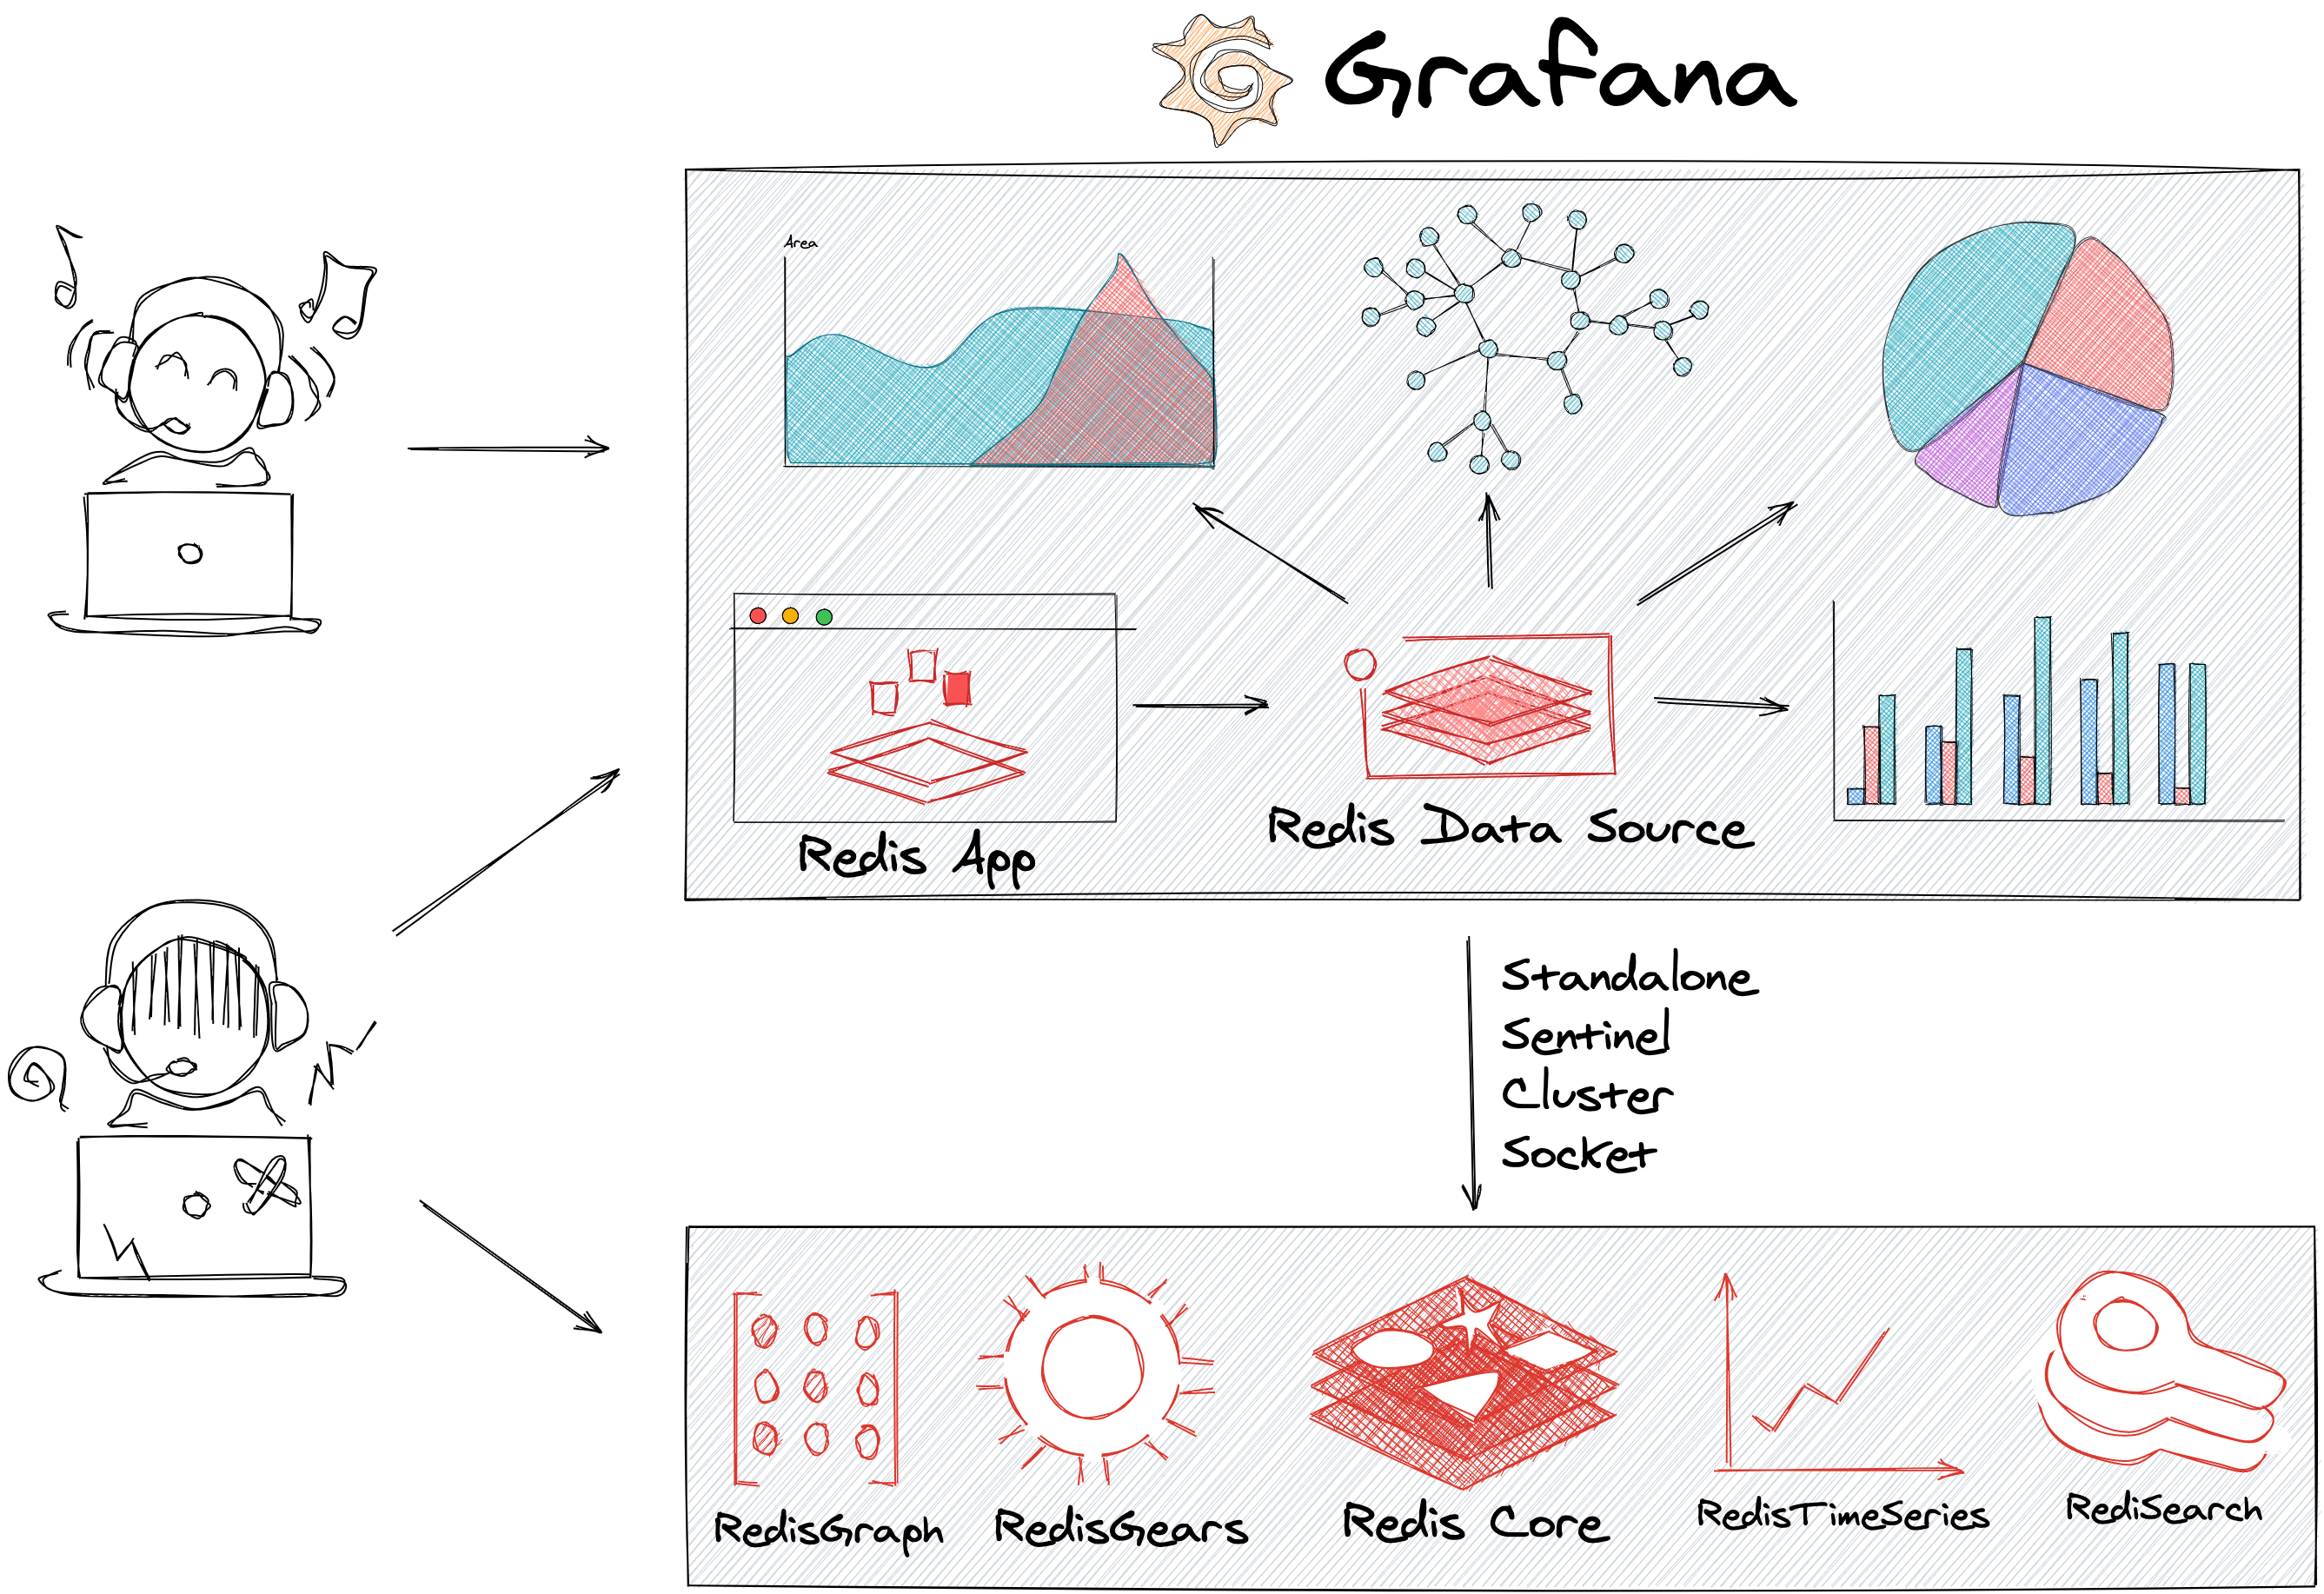 Grafana
Area
Redis App
Redis Data Source
Standalone
Sentinel
Cluster
Socket
RedisGraph
RedisGears
Redis Core
RedisTimeSeries
RediSearch